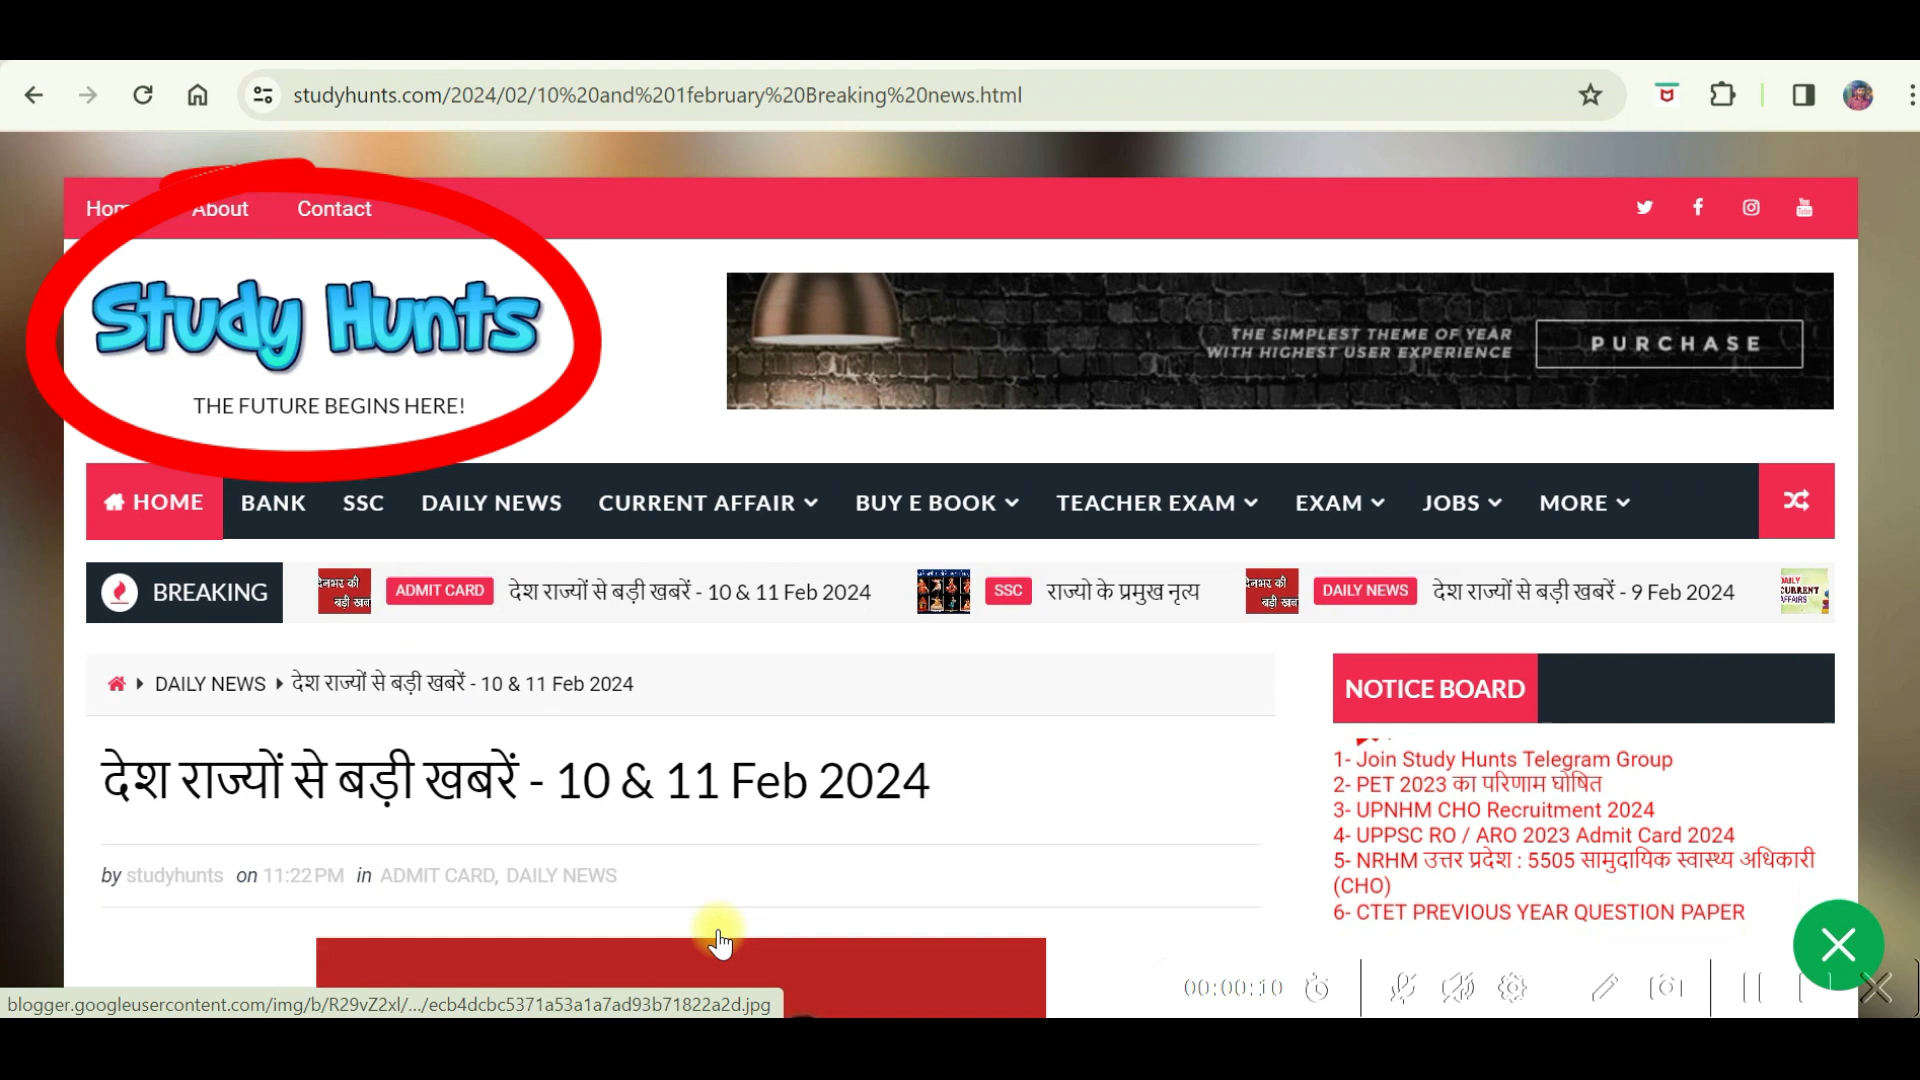 studyhunts.com/2024/02/10%20and%201february%20Breaking%20news.html
About Contact
Study Hunts
THE FUTURE BEGINS HERE!
THE SIMPLEST THEME OF YEAR
WITH HIGHEST USER EXPERIENCE
PURCHASE
HOME BANK SSC DAILY NEWS CURRENT AFFAIR BUY E BOOK TEACHER EXAM EXAM JOBS MORE
BREAKING ADMIT CARD देश राज्यों से बड़ी खबरें - 10 & 11 Feb 2024 SSC राज्यो के प्रमुख नृत्य DAILY NEWS देश राज्यों से बड़ी खबरें - 9 Feb 2024
DAILY NEWS देश राज्यों से बड़ी खबरें - 10 & 11 Feb 2024
देश राज्यों से बड़ी खबरें - 10 & 11 Feb 2024
by studyhunts on 11:22 PM in ADMIT CARD, DAILY NEWS
NOTICE BOARD
1- Join Study Hunts Telegram Group
2- PET 2023 का परिणाम घोषित
3- UPNHM CHO Recruitment 2024
4- UPPSC RO / ARO 2023 Admit Card 2024
5- NRHM उत्तर प्रदेश : 5505 सामुदायिक स्वास्थ्य अधिकारी
(CHO)
6- CTET PREVIOUS YEAR QUESTION PAPER
00:00:10
blogger.googleusercontent.com/img/b/R29vZ2xl/.../ecb4dcbc5371a53a1a7ad93b71822a2d.jpg